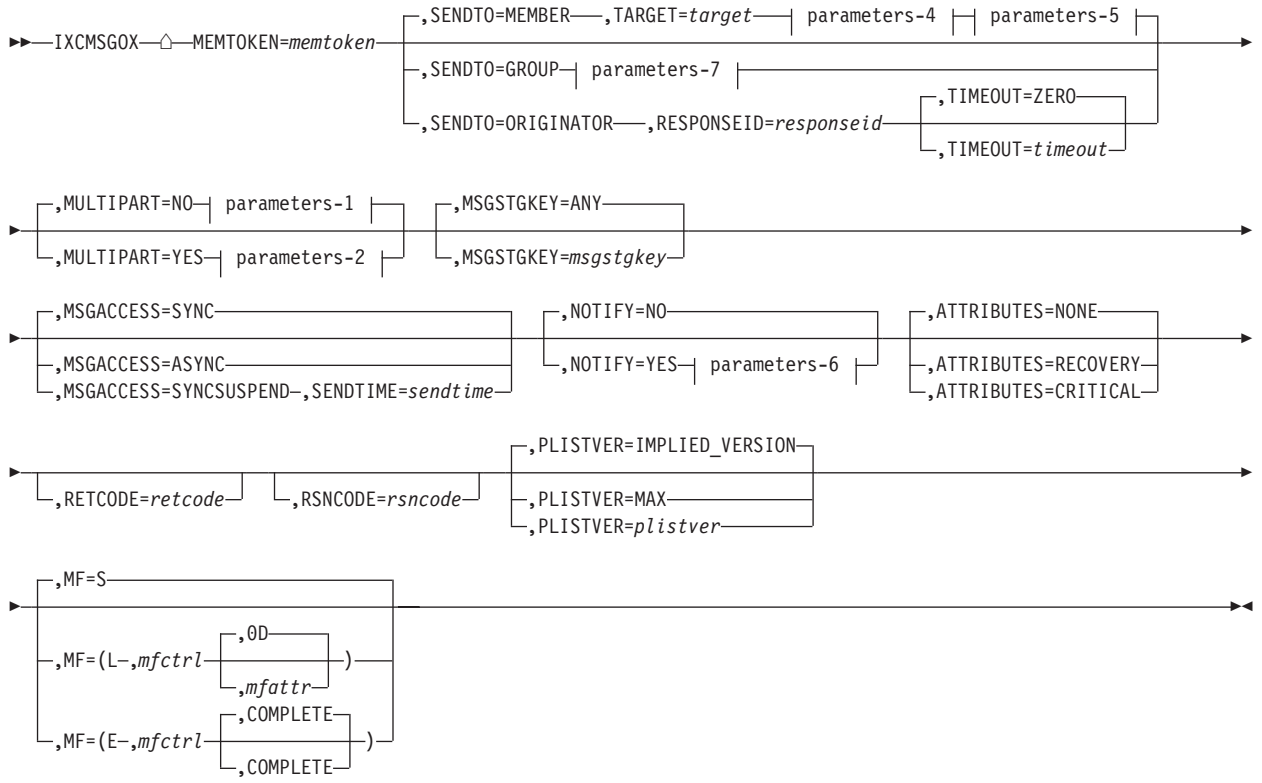 ,SENDTO=MEMBER ,TARGET=target parameters-4 parameters-5
IXCMSGOX MEMTOKEN=memtoken
,SENDTO=GROUP parameters-7
,TIMEOUT=ZERO
,SENDTO=ORIGINATOR ,RESPONSEID=responseid
,TIMEOUT=timeout
,MULTIPART=NO parameters-1 ,MSGSTGKEY=ANY
,MULTIPART=YES parameters-2 ,MSGSTGKEY=msgstgkey
,MSGACCESS=SYNC ,NOTIFY=NO ,ATTRIBUTES=NONE
,MSGACCESS=ASYNC ,NOTIFY=YES parameters-6 ,ATTRIBUTES=RECOVERY
,MSGACCESS=SYNCSUSPEND ,SENDTIME=sendtime ,ATTRIBUTES=CRITICAL
,PLISTVER=IMPLIED_VERSION
,RETCODE=retcode ,RSNCODE=rsncode ,PLISTVER=MAX
,PLISTVER=plistver
,MF=S
,0D
,MF=(L ,mfctrl )
,mfattr
,COMPLETE
,MF=(E ,mfctrl )
,COMPLETE